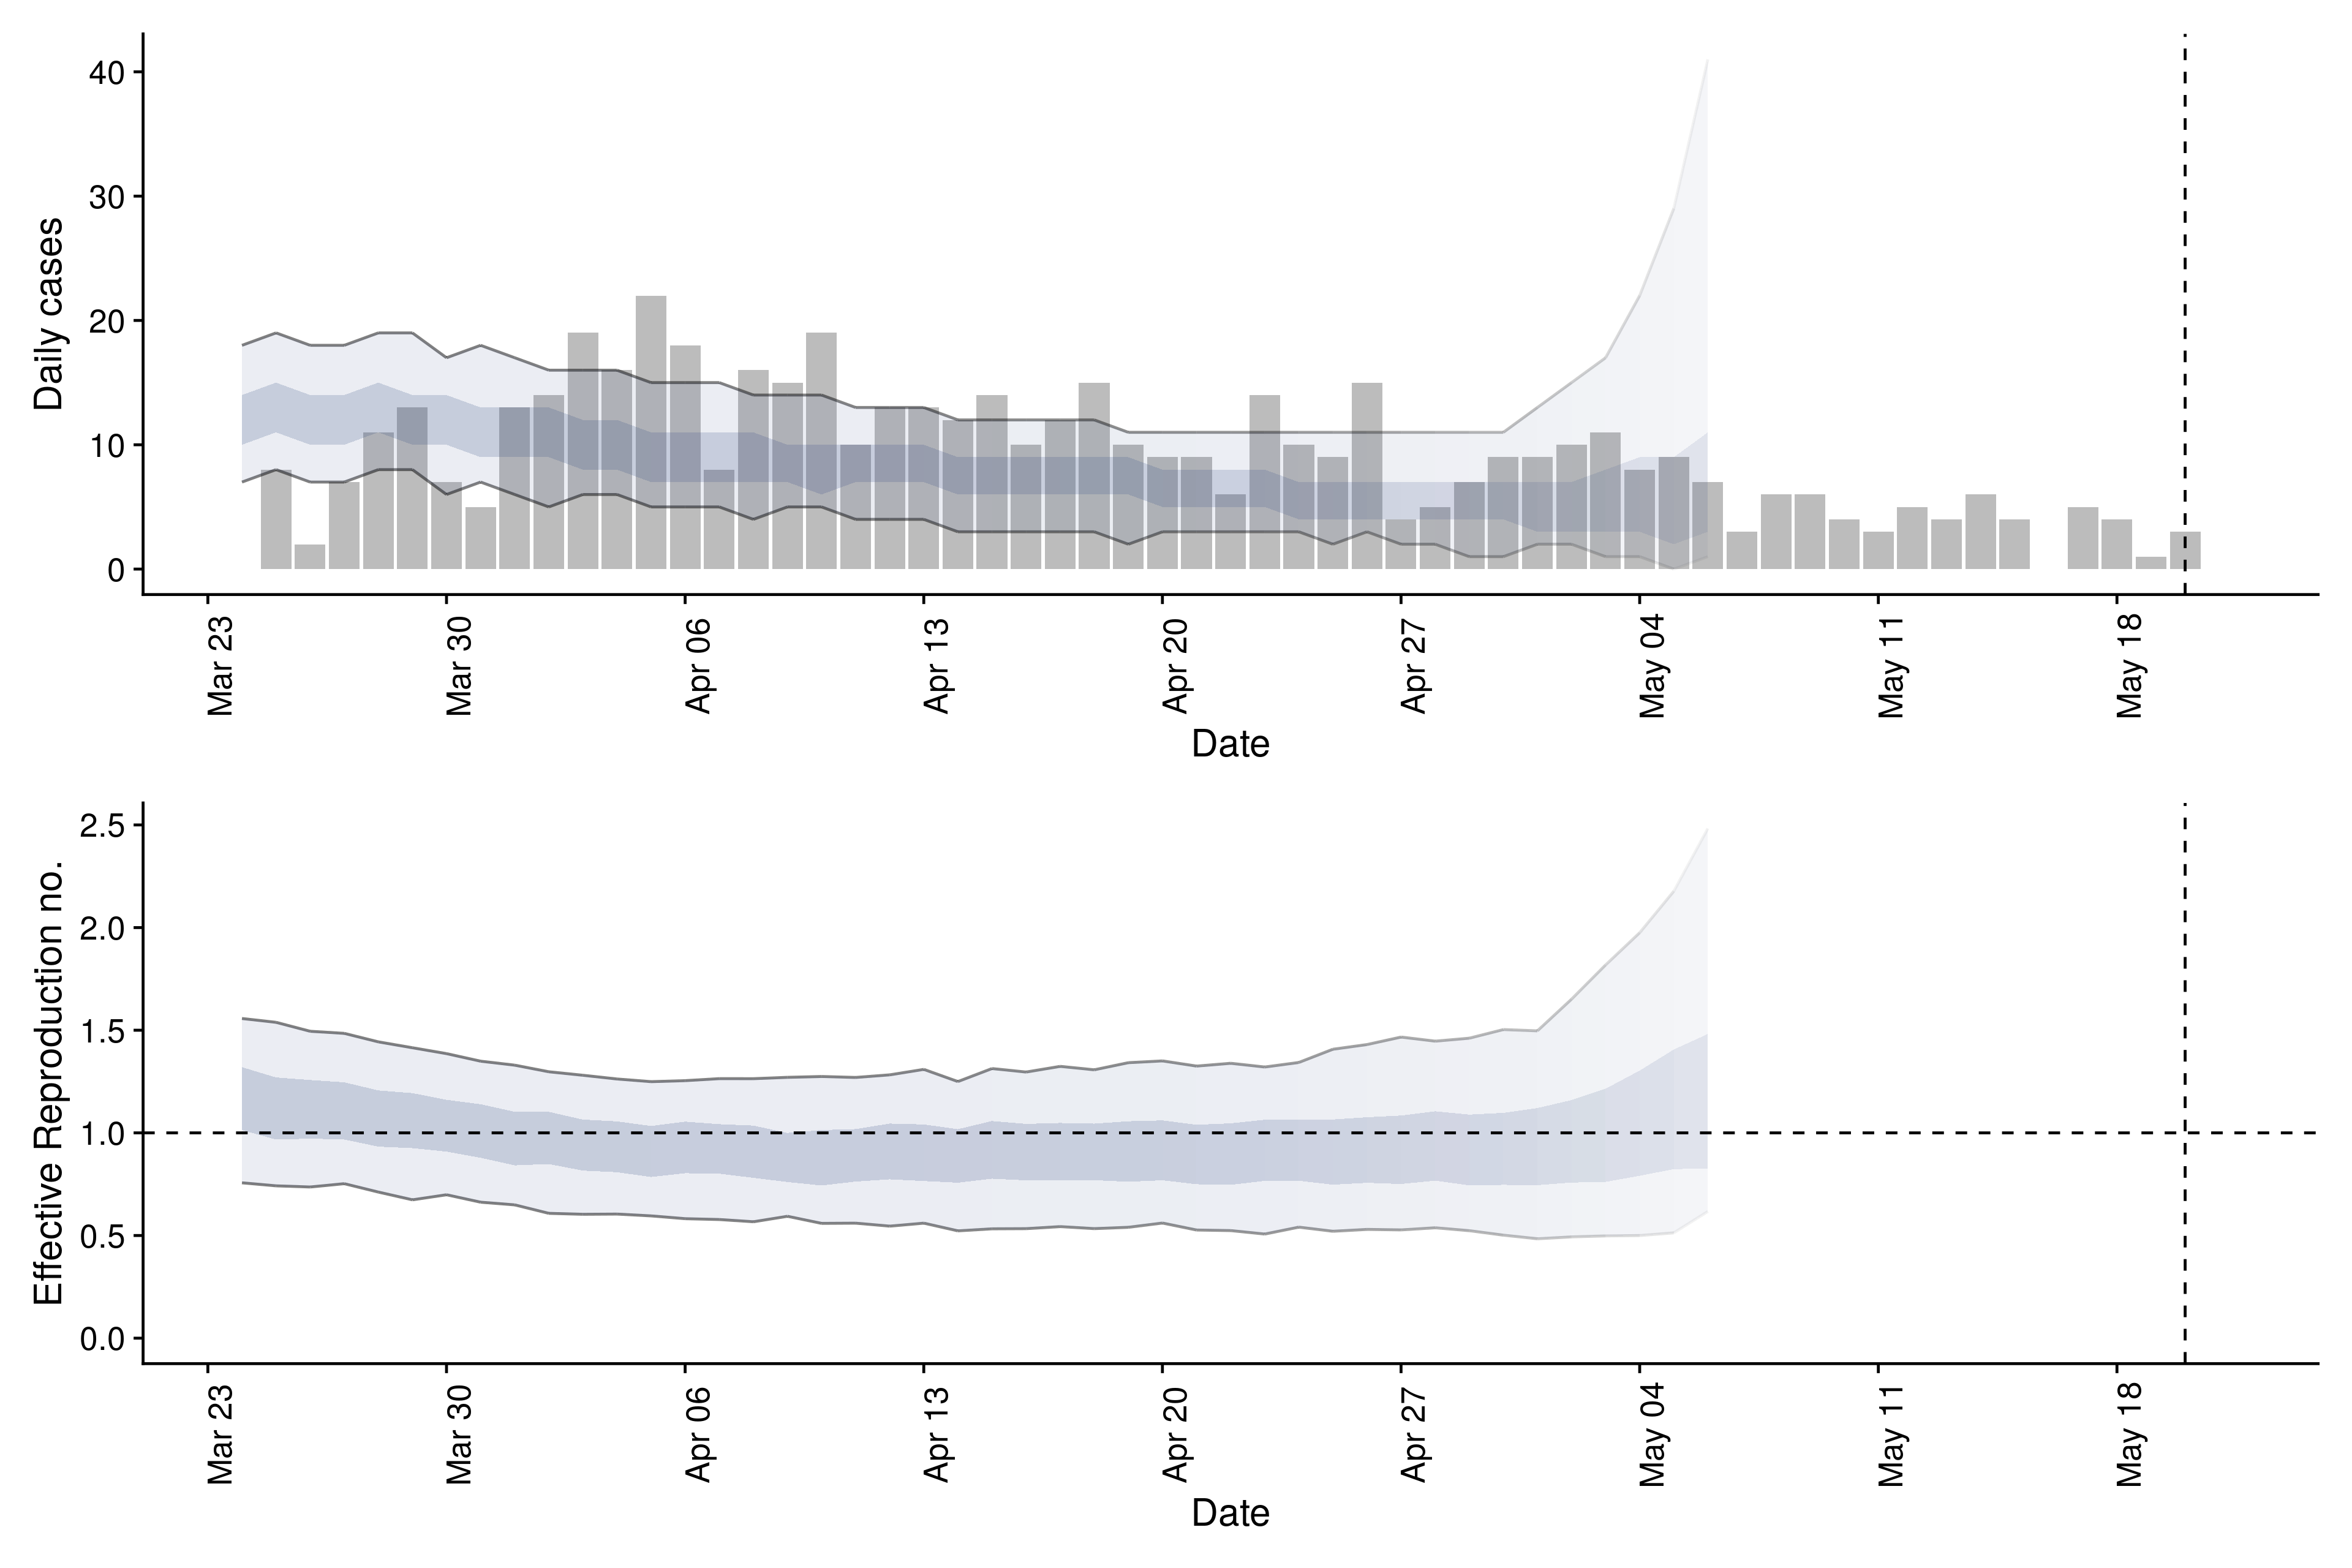 Daily cases
40
30
20
10
0
Mar 23
Mar 30
Apr 06
Apr 13
Apr 20
Apr 27
May 04
May 11
May 18
Date
Effective Reproduction no.
2.5
2.0
1.5
1.0
0.5
0.0
Mar 23
Mar 30
Apr 06
Apr 13
Apr 20
Apr 27
May 04
May 11
May 18
Date